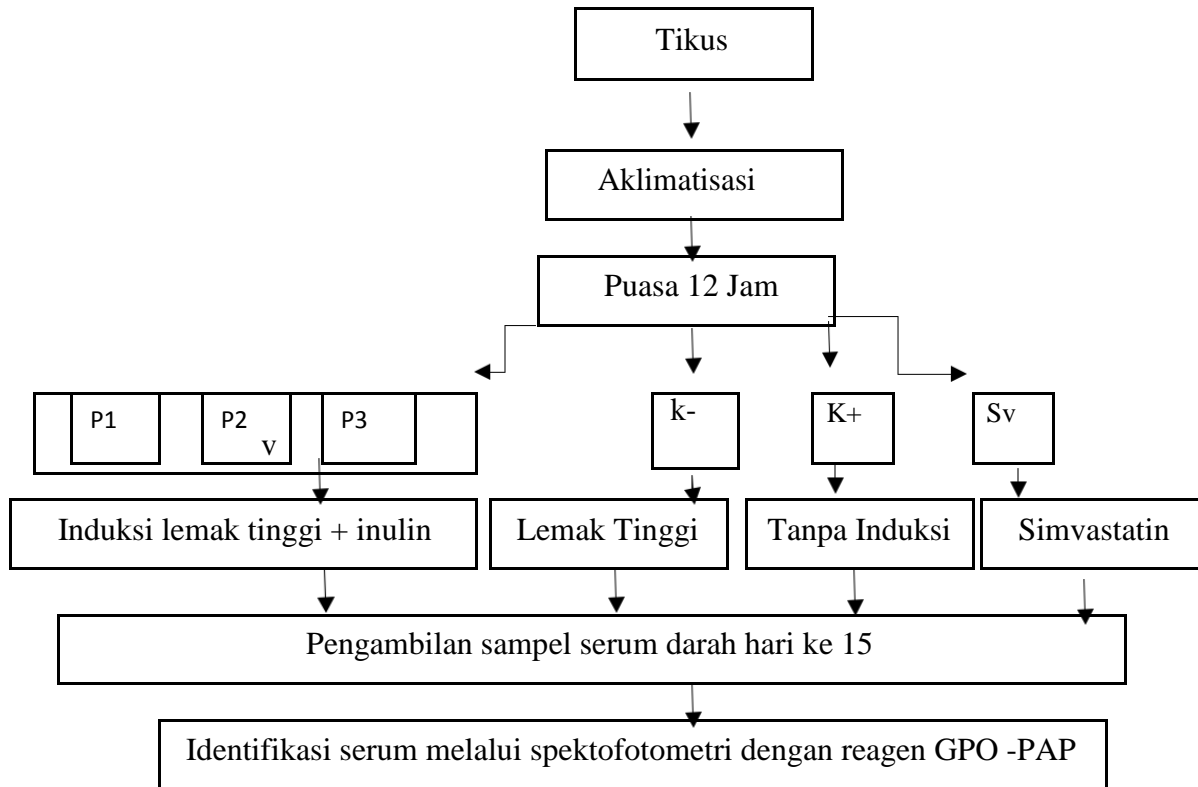 Tikus
Aklimatisasi
Puasa 12 Jam
P1 P2 v P3 k- K+ Sv
Induksi lemak tinggi + inulin Lemak Tinggi Tanpa Induksi Simvastatin
Pengambilan sampel serum darah hari ke 15
Identifikasi serum melalui spektofotometri dengan reagen GPO -PAP